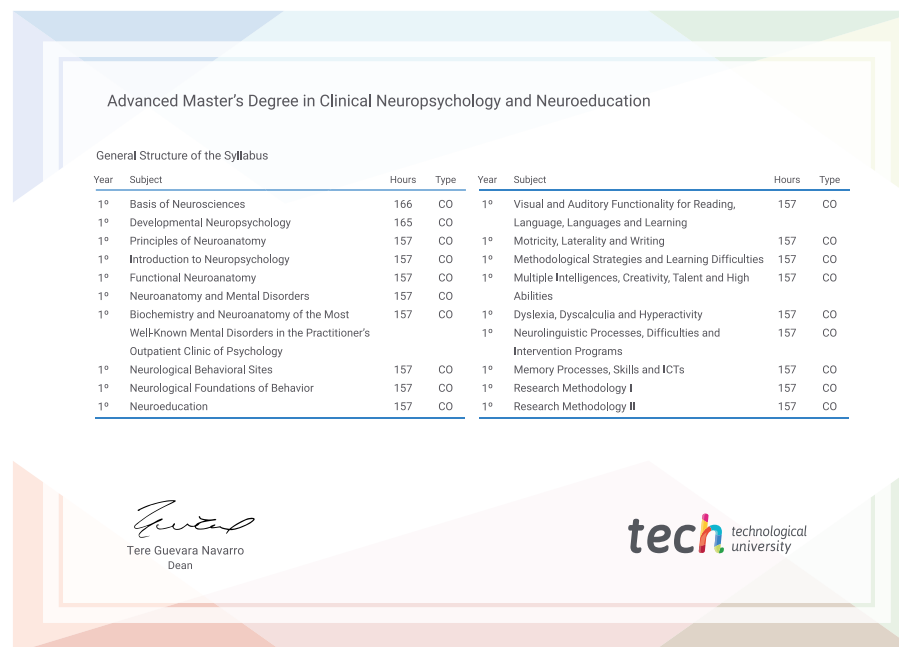 Advanced Master's Degree in Clinical Neuropsychology and Neuroeducation
General Structure of the Syllabus
Year Subject Hours Type
1º Basis of Neurosciences 166 CO
1º Developmental Neuropsychology 165 CO
1º Principles of Neuroanatomy 157 CO
1º Introduction to Neuropsychology 157 CO
1º Functional Neuroanatomy 157 CO
1º Neuroanatomy and Mental Disorders 157 CO
1º Biochemistry and Neuroanatomy of the Most 157 CO
Well-Known Mental Disorders in the Practitioner's
Outpatient Clinic of Psychology
1º Neurological Behavioral Sites 157 CO
1º Neurological Foundations of Behavior 157 CO
1º Neuroeducation 157 CO
Year Subject Hours Type
1º Visual and Auditory Functionality for Reading, 157 CO
Language, Languages and Learning
1º Motricity, Laterality and Writing 157 CO
1º Methodological Strategies and Learning Difficulties 157 CO
1º Multiple Intelligences, Creativity, Talent and High 157 CO
Abilities
1º Dyslexia, Dyscalculia and Hyperactivity 157 CO
1º Neurolinguistic Processes, Difficulties and 157 CO
Intervention Programs
1º Memory Processes, Skills and ICTs 157 CO
1º Research Methodology I 157 CO
1º Research Methodology II 157 CO
Tere Guevara Navarro
Dean
tech technological
university